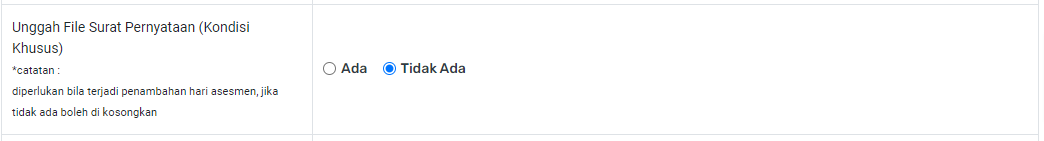 Unggah File Surat Pernyataan (Kondisi
Khusus)
*catatan :
diperlukan bila terjadi penambahan hari asesmen, jika
tidak ada boleh di kosongkan
Ada
Tidak Ada